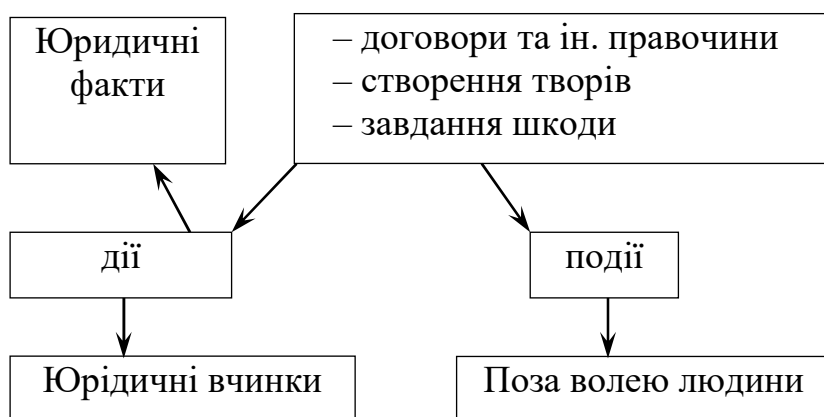 Юридичні
факти
– договори та ін. правочини
– створення творів
– завдання шкоди
дії
події
Юрідичні вчинки
Поза волею людини